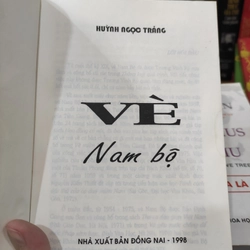 HUỲNH NGỌC TRẢNG
VÈ
Nam bộ
NHÀ XUẤT BẢN ĐỒNG NAI - 1998